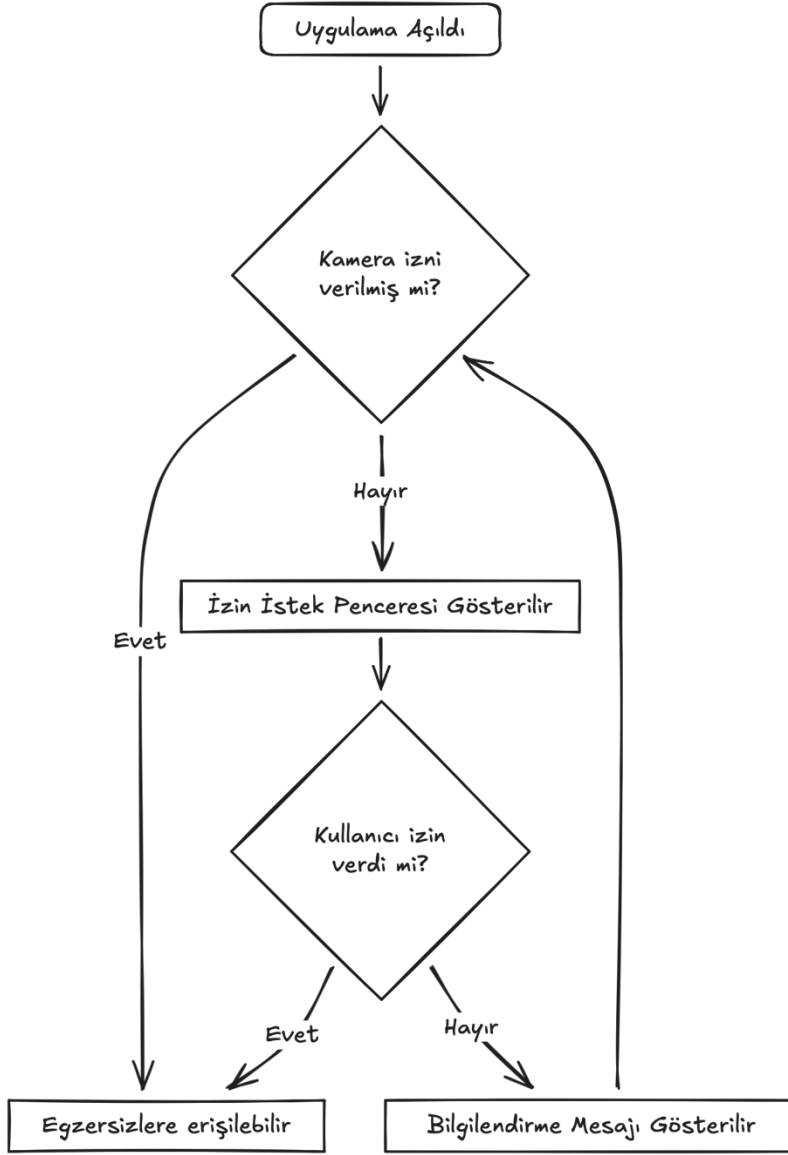 Uygulama Açıldı
Kamera izni
verilmiş mi?
Hayır
İzin İstek Penceresi Gösterilir
Evet
Kullanıcı izin
verdi mi?
Evet
Hayır
Egzersizlere erişilebilir
Bilgilendirme Mesajı Gösterilir